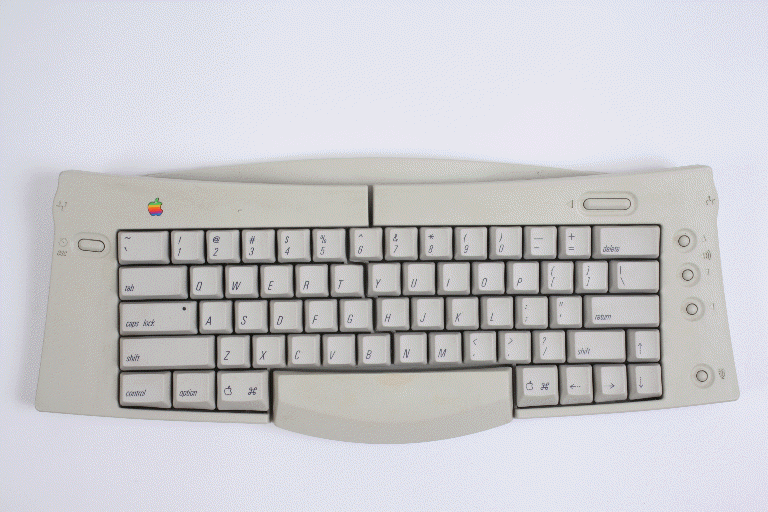 ~ ! @ # $ % ^ & * ( ) — +
` 1 2 3 4 5 6 7 8 9 0 – = delete
tab Q W E R T Y U I O P { } |
[ ] \
caps lock A S D F G H J K L : " return
; '
shift Z X C V B N M < > ? shift ↑
, . /
control option ⌘ ⌘ ← → ↓